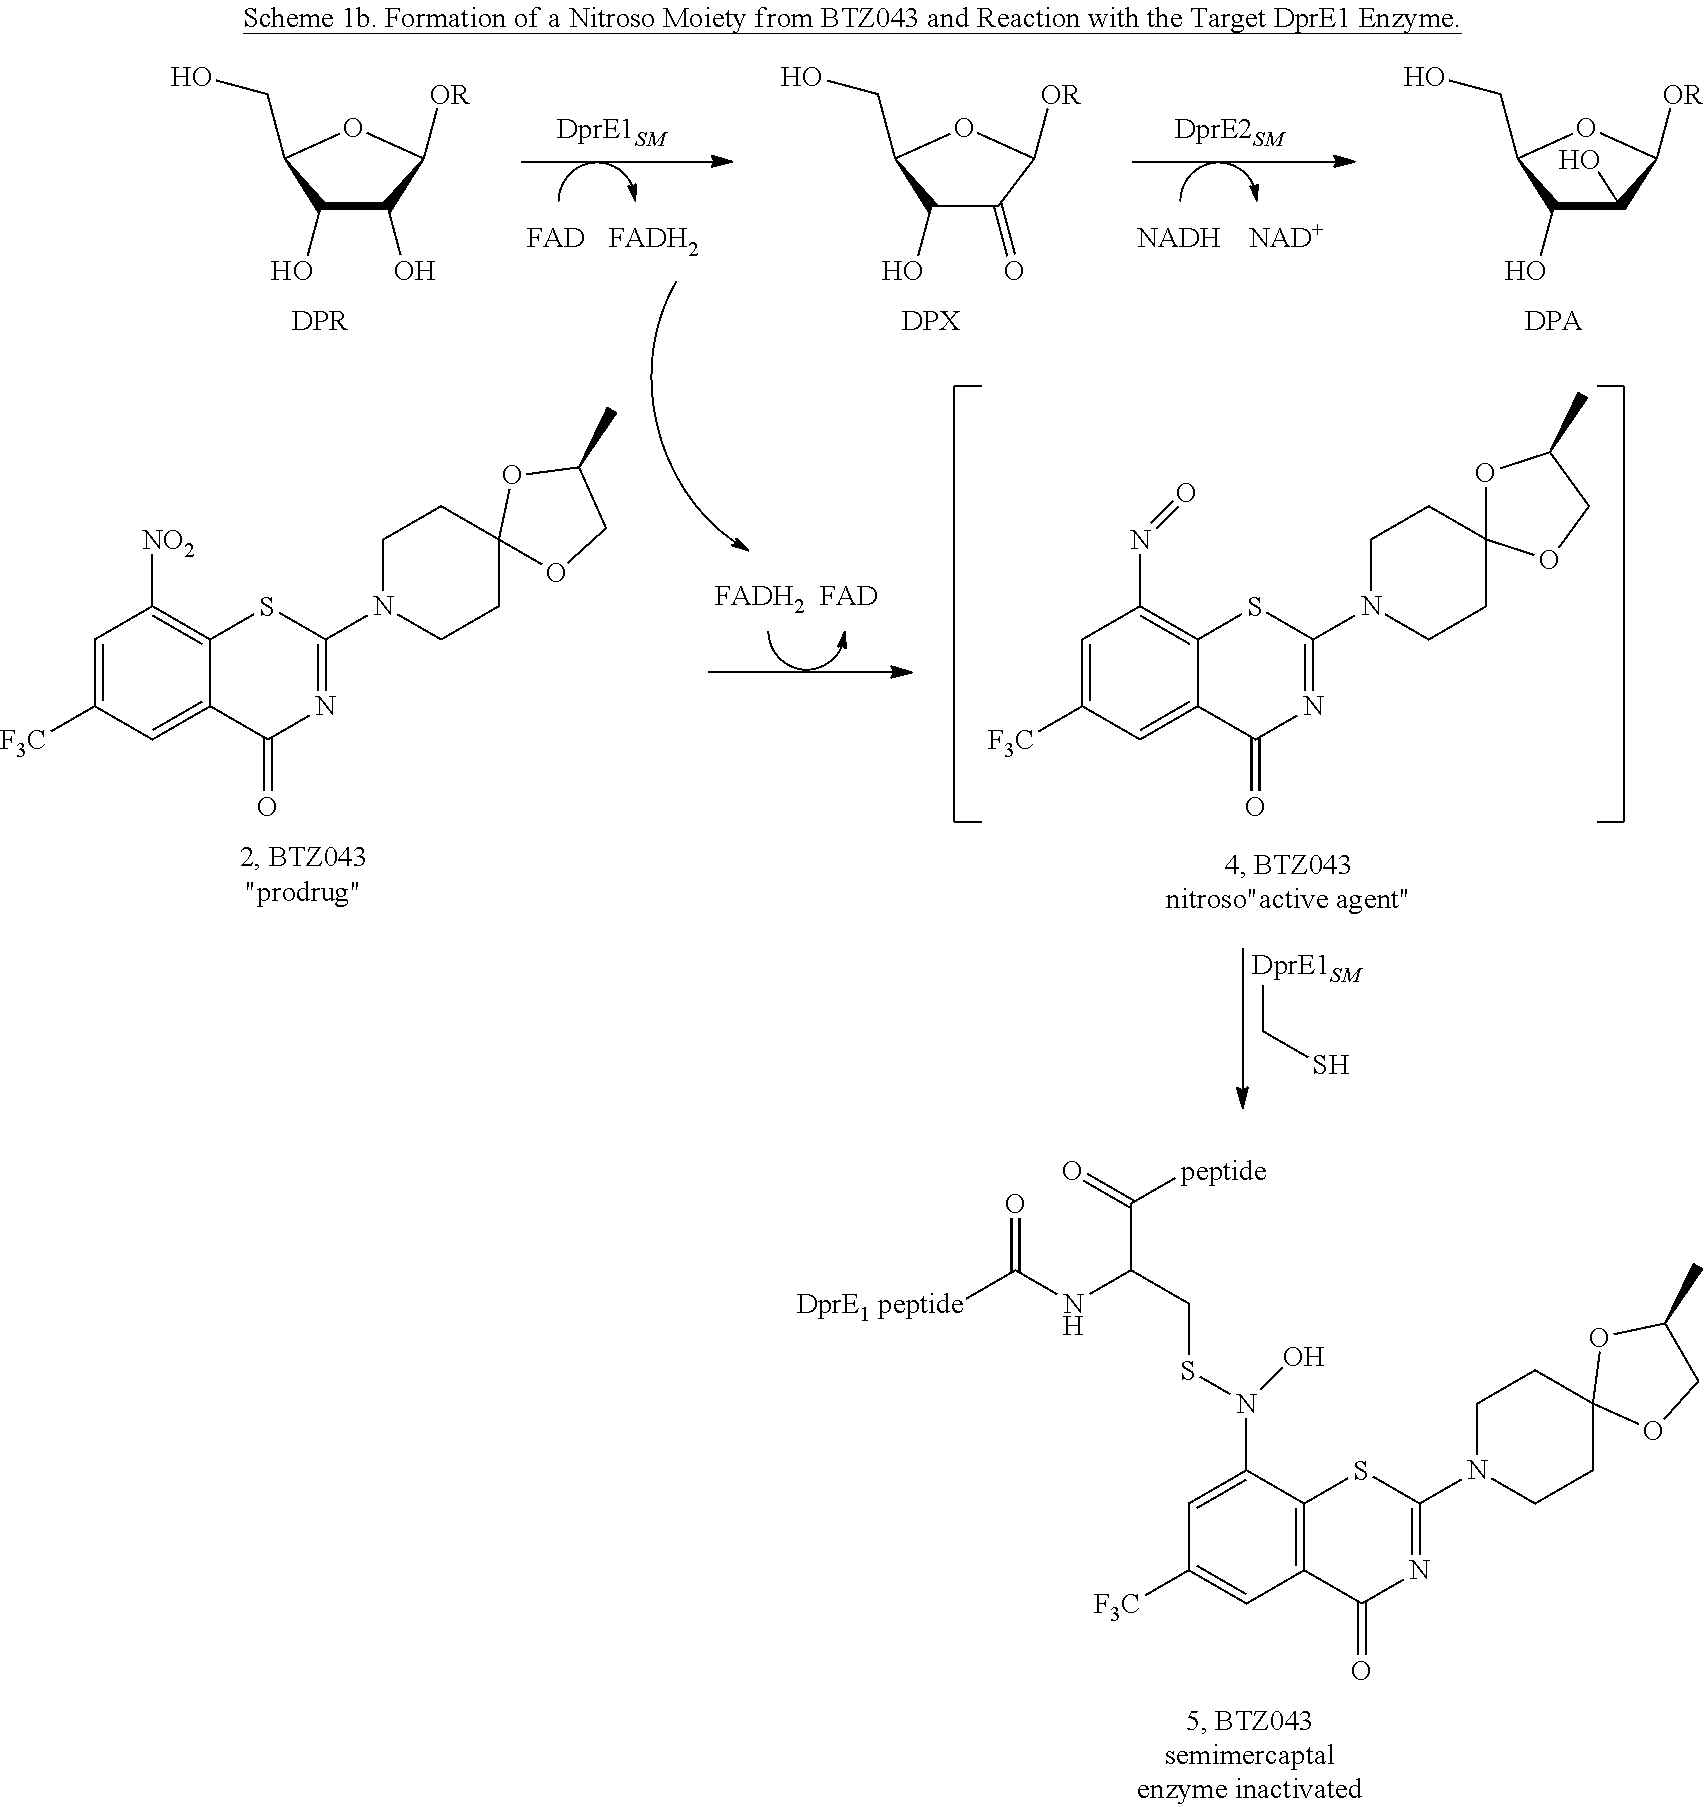 Scheme 1b. Formation of a Nitroso Moiety from BTZ043 and Reaction with the Target DprE1 Enzyme.
HO
OR
O
HO
OH
DPR
DprE1SM
FAD FADH2
HO
OR
O
HO
O
DPX
DprE2SM
NADH NAD+
HO
OR
O
HO
HO
DPA
NO2
S
N
O
O
N
F3C
O
2, BTZ043
"prodrug"
FADH2 FAD
O
N
S
N
O
O
N
F3C
O
4, BTZ043
nitroso"active agent"
DprE1SM
SH
O
peptide
O
DprE1 peptide
N
H
S
OH
N
S
N
O
O
N
F3C
O
5, BTZ043
semimercaptal
enzyme inactivated